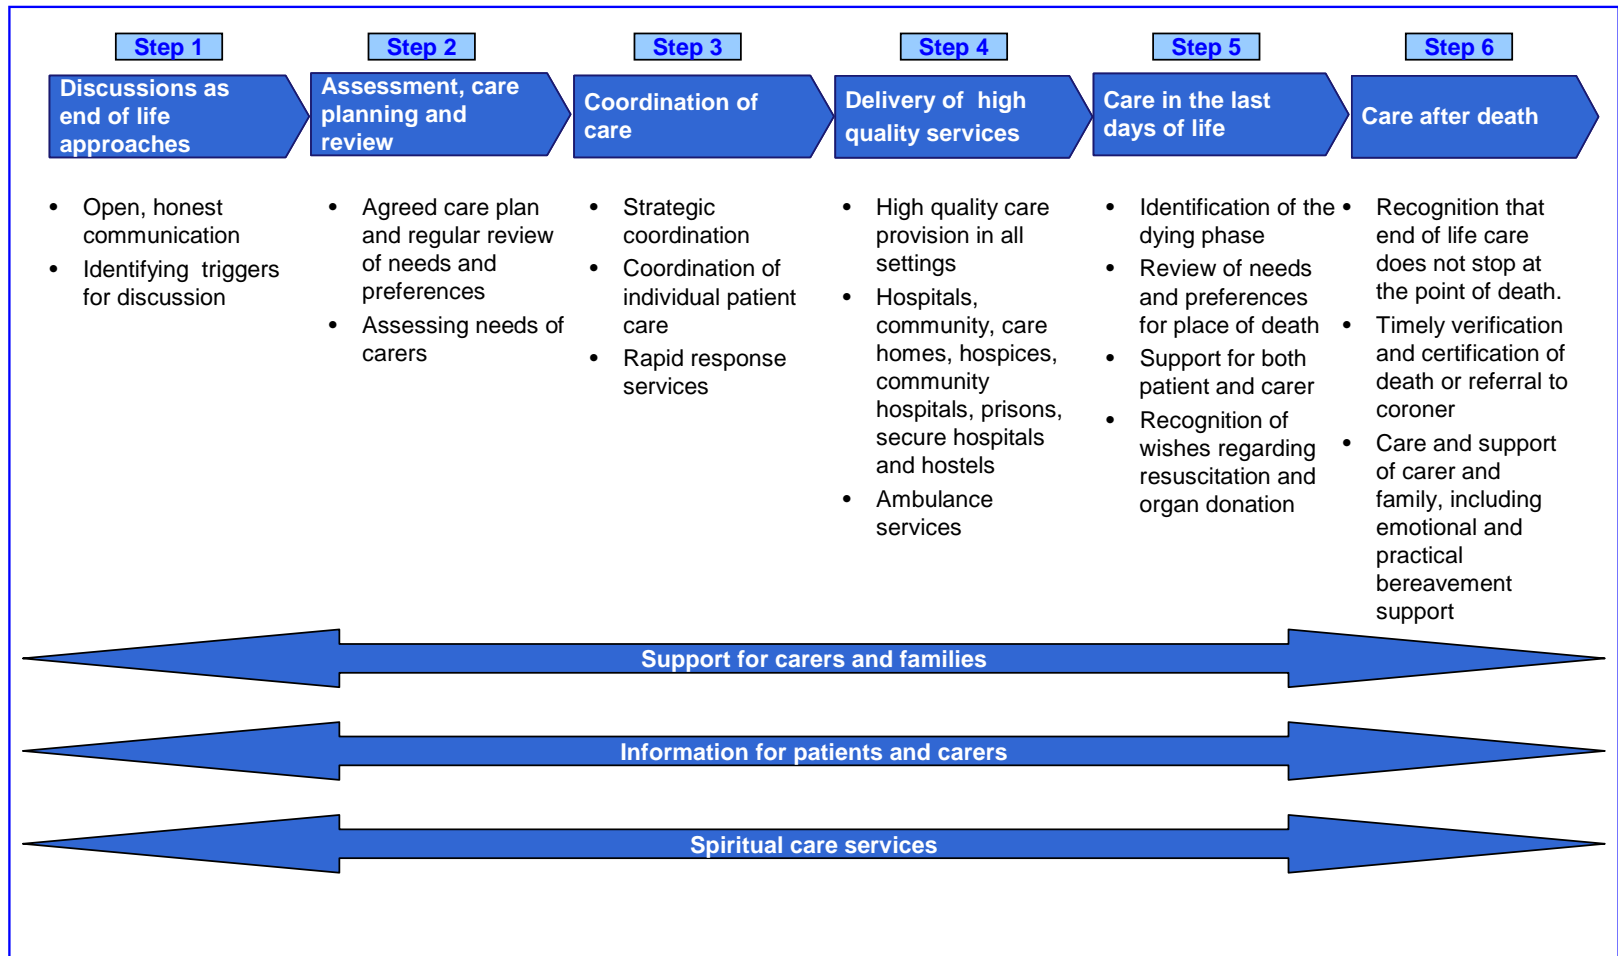 Step 1
Discussions as
end of life
approaches
• Open, honest
communication
• Identifying triggers
for discussion
Step 2
Assessment, care
planning and
review
• Agreed care plan
and regular review
of needs and
preferences
• Assessing needs of
carers
Step 3
Coordination of
care
• Strategic
coordination
• Coordination of
individual patient
care
• Rapid response
services
Step 4
Delivery of high
quality services
• High quality care
provision in all
settings
• Hospitals,
community, care
homes, hospices,
community
hospitals, prisons,
secure hospitals
and hostels
• Ambulance
services
Step 5
Care in the last
days of life
• Identification of the
dying phase
• Review of needs
and preferences
for place of death
• Support for both
patient and carer
• Recognition of
wishes regarding
resuscitation and
organ donation
Step 6
Care after death
• Recognition that
end of life care
does not stop at
the point of death.
• Timely verification
and certification of
death or referral to
coroner
• Care and support
of carer and
family, including
emotional and
practical
bereavement
support
Support for carers and families
Information for patients and carers
Spiritual care services